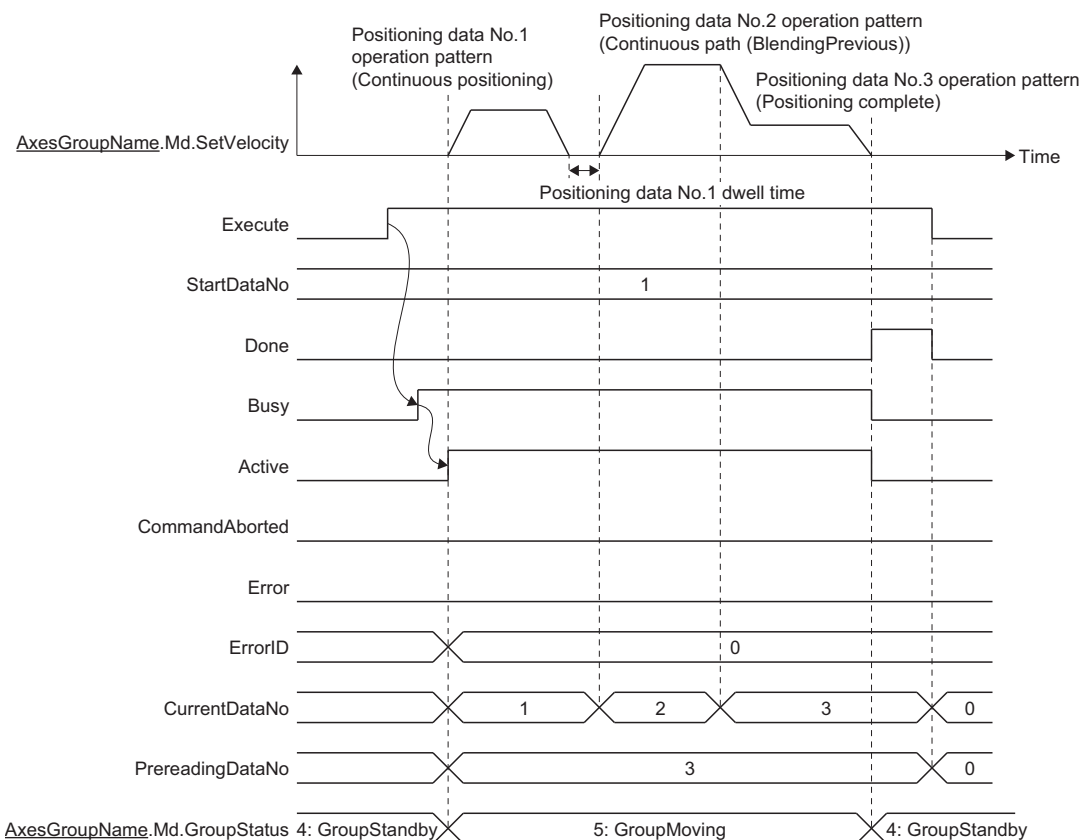 Positioning data No.1
operation pattern
(Continuous positioning)
Positioning data No.2 operation pattern
(Continuous path (BlendingPrevious))
Positioning data No.3 operation pattern
(Positioning complete)
AxesGroupName.Md.SetVelocity
Time
Positioning data No.1 dwell time
Execute
StartDataNo 1
Done
Busy
Active
CommandAborted
Error
ErrorID 0
CurrentDataNo 1 2 3 0
PrereadingDataNo 3 0
AxesGroupName.Md.GroupStatus 4: GroupStandby 5: GroupMoving 4: GroupStandby